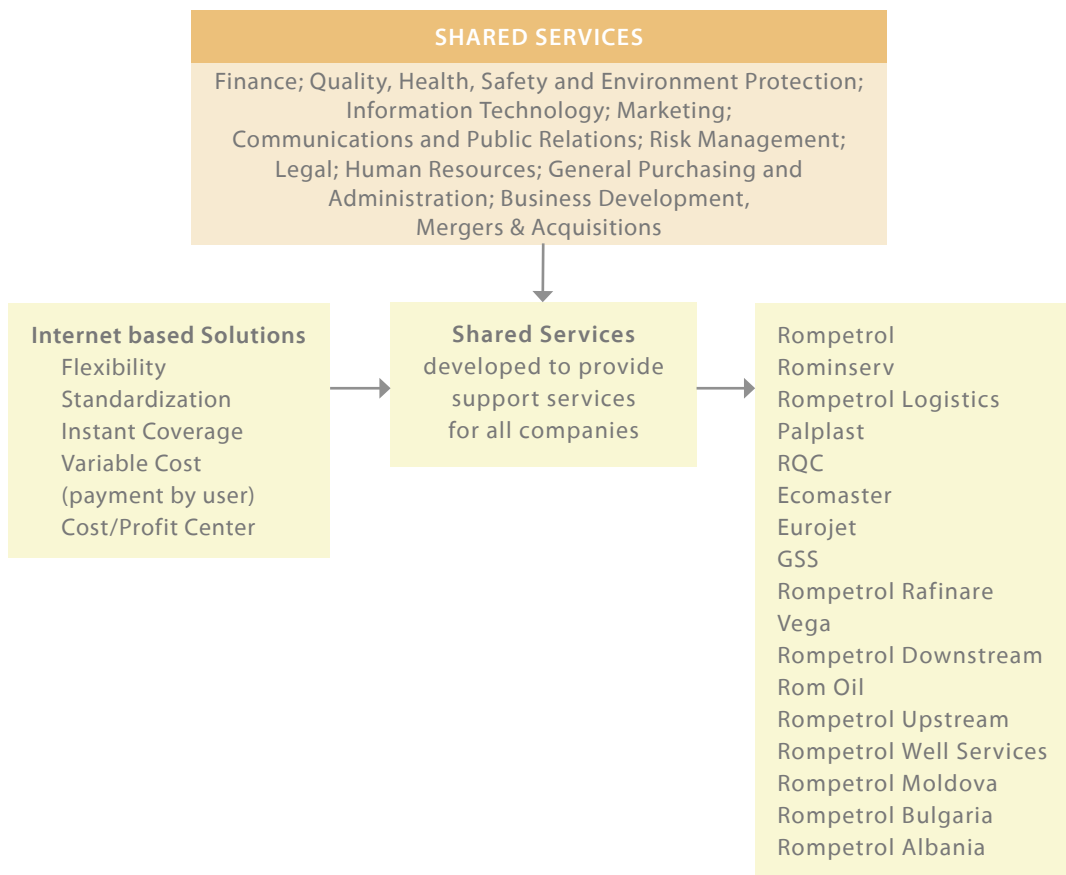 SHARED SERVICES
Finance; Quality, Health, Safety and Environment Protection;
Information Technology; Marketing;
Communications and Public Relations; Risk Management;
Legal; Human Resources; General Purchasing and
Administration; Business Development,
Mergers & Acquisitions
Internet based Solutions
Flexibility
Standardization
Instant Coverage
Variable Cost
(payment by user)
Cost/Profit Center
Shared Services
developed to provide
support services
for all companies
Rompetrol
Rominserv
Rompetrol Logistics
Palplast
RQC
Ecomaster
Eurojet
GSS
Rompetrol Rafinare
Vega
Rompetrol Downstream
Rom Oil
Rompetrol Upstream
Rompetrol Well Services
Rompetrol Moldova
Rompetrol Bulgaria
Rompetrol Albania